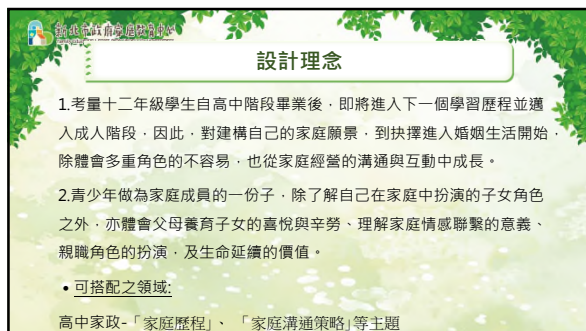 新北市政府家庭教育中心
設計理念
1.考量十二年級學生自高中階段畢業後，即將進入下一個學習歷程並邁
入成人階段，因此，對建構自己的家庭願景，到抉擇進入婚姻生活開始，
除體會多重角色的不容易，也從家庭經營的溝通與互動中成長。
2.青少年做為家庭成員的一份子，除了解自己在家庭中扮演的子女角色
之外，亦體會父母養育子女的喜悅與辛勞、理解家庭情感聯繫的意義、
親職角色的扮演，及生命延續的價值。
• 可搭配之領域:
高中家政-「家庭歷程」、「家庭溝通策略」等主題